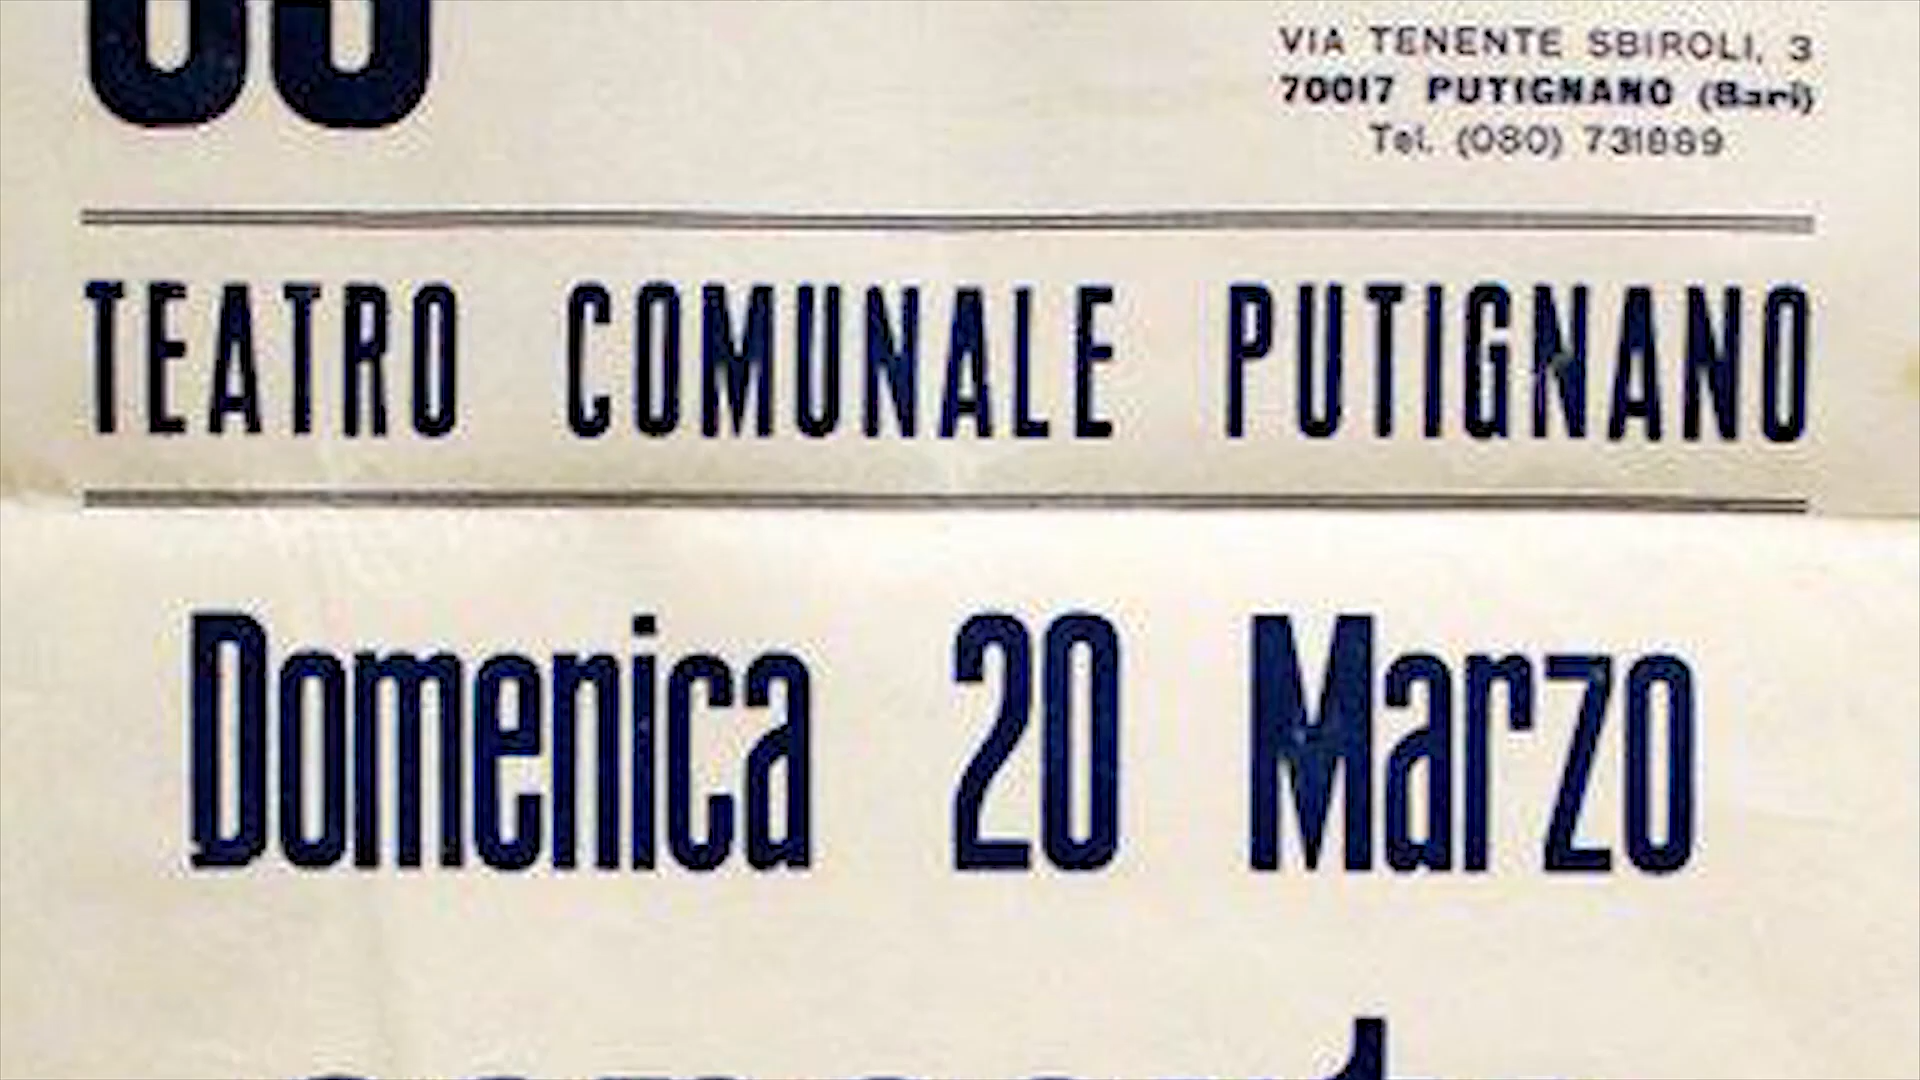 VIA TENENTE SBIROLI, 3
70017 PUTIGNANO (Bari)
Tel. (080) 731889
TEATRO COMUNALE PUTIGNANO
Domenica 20 Marzo